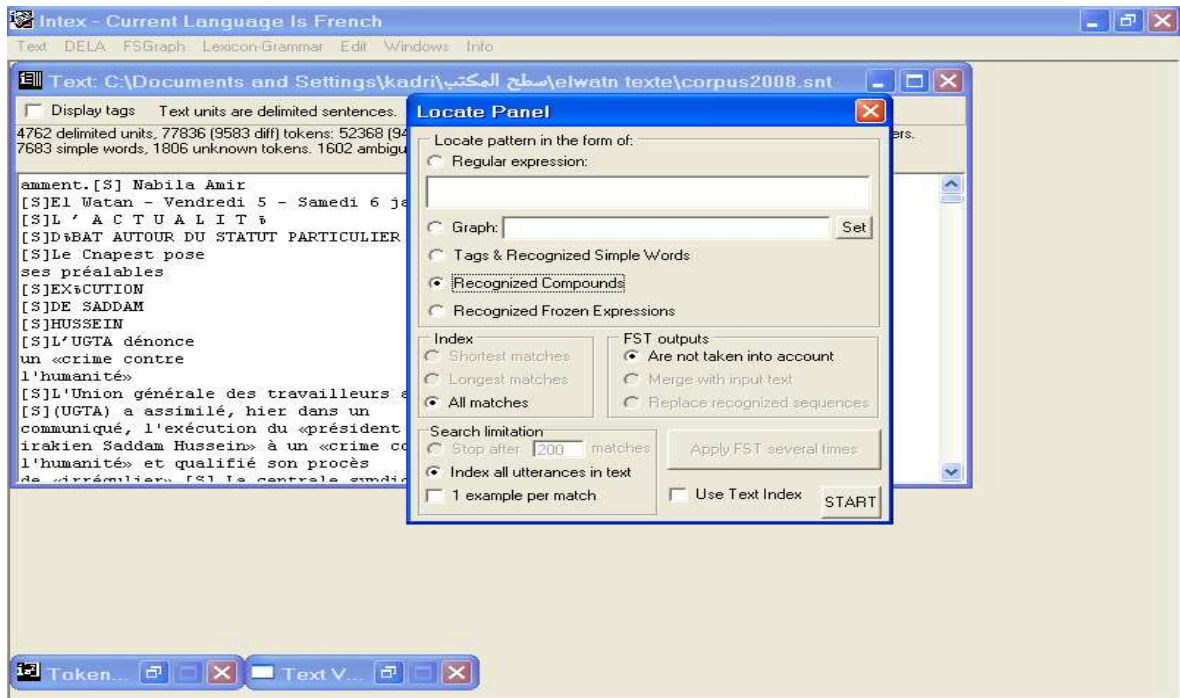 Intex - Current Language Is French
Text DELA FSGraph Lexicon-Grammar Edit Windows Info
Text: C:\Documents and Settings\kadri\سطح المكتب\elwatn texte\corpus2008.snt
Display tags Text units are delimited sentences.
4762 delimited units, 77836 (9583 diff) tokens: 52368 (94 ers.
7683 simple words, 1806 unknown tokens. 1602 ambigu
amment.[S] Nabila Amir
[S]El Watan - Vendredi 5 - Samedi 6 ja
[S]L ’ A C T U A L I T ъ
[S]DъBAT AUTOUR DU STATUT PARTICULIER
[S]Le Cnapest pose
ses préalables
[S]EXъCUTION
[S]DE SADDAM
[S]HUSSEIN
[S]L’UGTA dénonce
un «crime contre
l'humanité»
[S]L'Union générale des travailleurs a
[S](UGTA) a assimilé, hier dans un
communiqué, l'exécution du «président
irakien Saddam Hussein» à un «crime co
l'humanité» et qualifié son procès
de «irrégulier» [S] La centrale syndic
Locate Panel
Locate pattern in the form of:
Regular expression:
Graph: Set
Tags & Recognized Simple Words
Recognized Compounds
Recognized Frozen Expressions
Index
Shortest matches
Longest matches
All matches
FST outputs
Are not taken into account
Merge with input text
Replace recognized sequences
Search limitation
Stop after 200 matches
Index all utterances in text
1 example per match
Apply FST several times
Use Text Index START
Token... Text V...